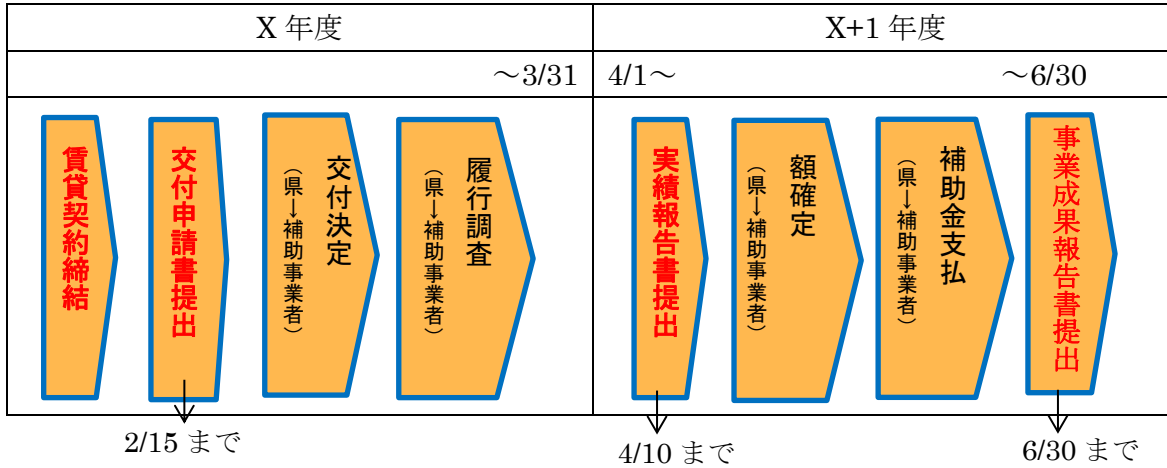 X 年度
X+1 年度
～3/31
4/1～
～6/30
賃貸契約締結
交付申請書提出
交付決定
（県→補助事業者）
履行調査
（県→補助事業者）
実績報告書提出
額確定
（県→補助事業者）
補助金支払
（県→補助事業者）
事業成果報告書提出
2/15 まで
4/10 まで
6/30 まで